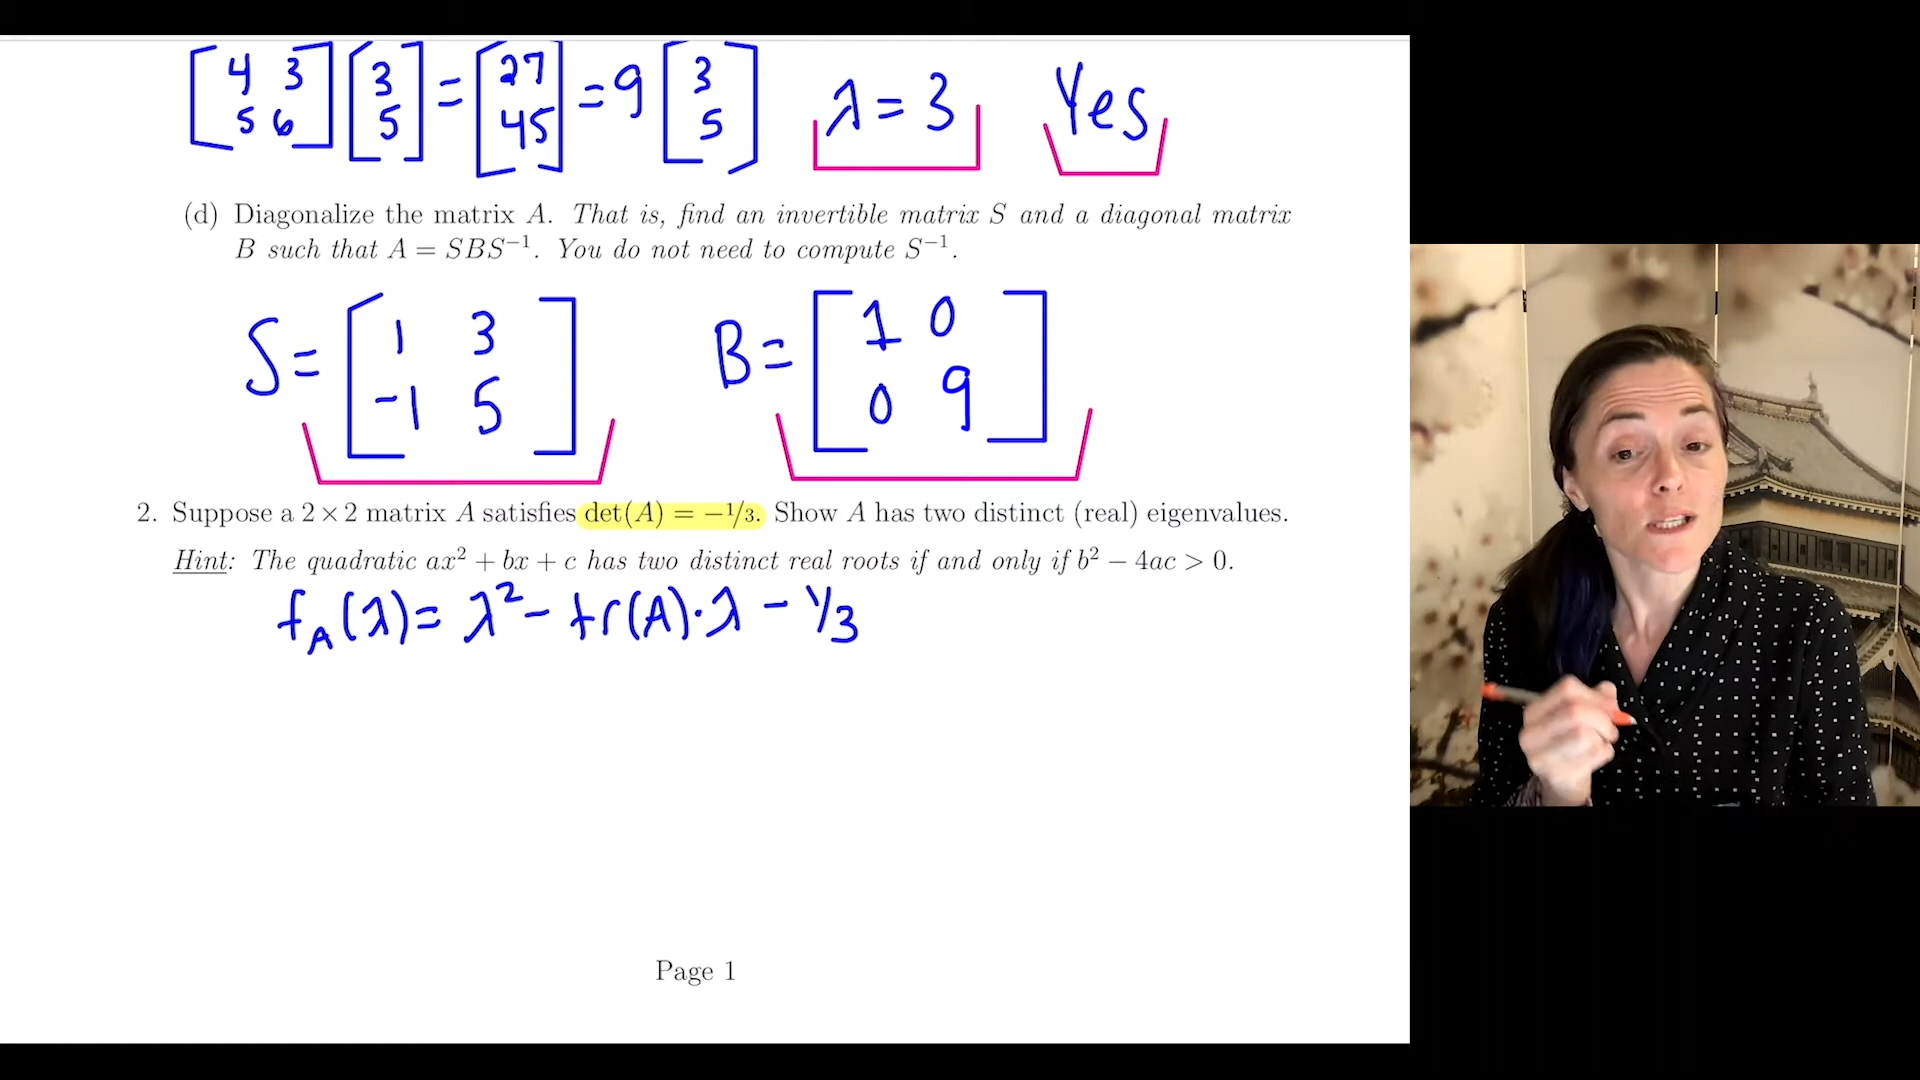 [4 3 5 6] [3 5] = [27 45] = 9 [3 5] λ = 3 Yes
(d) Diagonalize the matrix A. That is, find an invertible matrix S and a diagonal matrix
B such that A = SBS⁻¹. You do not need to compute S⁻¹.
S = [1 3 -1 5] B = [1 0 0 9]
2. Suppose a 2 × 2 matrix A satisfies det(A) = −1/3. Show A has two distinct (real) eigenvalues.
Hint: The quadratic ax² + bx + c has two distinct real roots if and only if b² − 4ac > 0.
f_A(λ) = λ² − tr(A)·λ − 1/3
Page 1